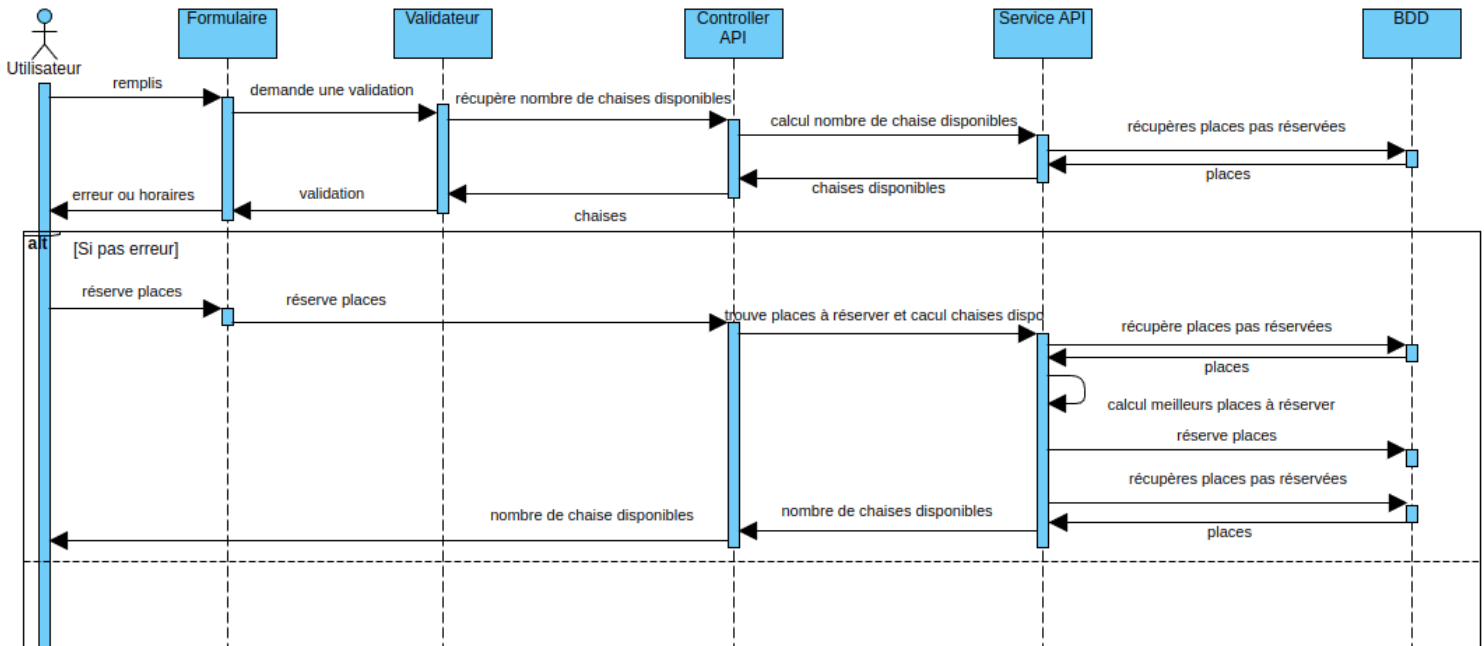 Utilisateur
Formulaire
Validateur
Controller
API
Service API
BDD
remplis
demande une validation
récupère nombre de chaises disponibles
calcul nombre de chaise disponibles
récupères places pas réservées
places
chaises disponibles
chaises
validation
erreur ou horaires
alt
[Si pas erreur]
réserve places
réserve places
trouve places à réserver et cacul chaises dispo
récupère places pas réservées
places
calcul meilleurs places à réserver
réserve places
récupères places pas réservées
places
nombre de chaises disponibles
nombre de chaise disponibles